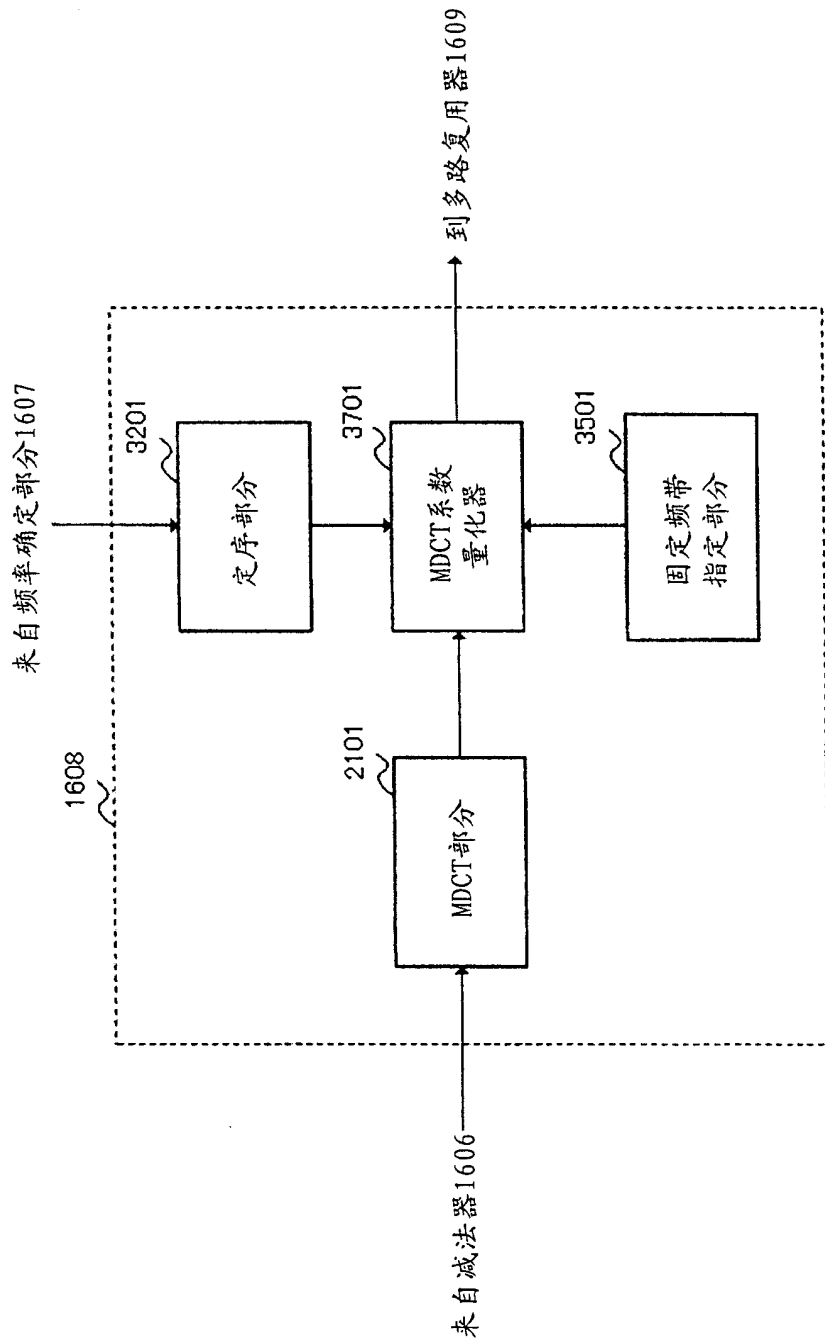 来自频率确定部分1607
1608
3201
定序部分
2101
MDCT部分
3701
MDCT系数
量化器
3501
固定频带
指定部分
来自减法器1606
到多路复用器1609